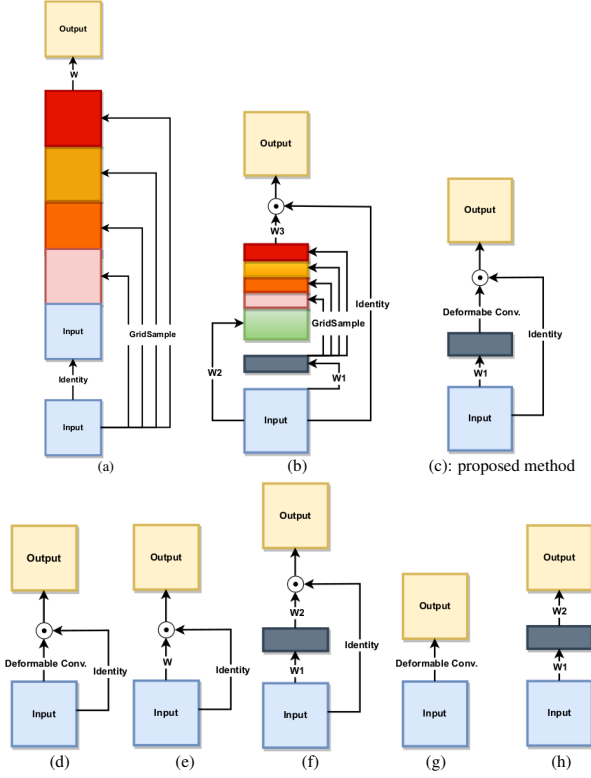 Output
W
Input
GridSample
Identity
Input
(a)
Output
W3
Identity
GridSample
W2
W1
Input
(b)
Output
Deformabe Conv.
Identity
W1
Input
(c): proposed method
Output
Deformable Conv.
Identity
Input
(d)
Output
W
Identity
Input
(e)
Output
W2
Identity
W1
Input
(f)
Output
Deformable Conv.
Input
(g)
Output
W2
W1
Input
(h)